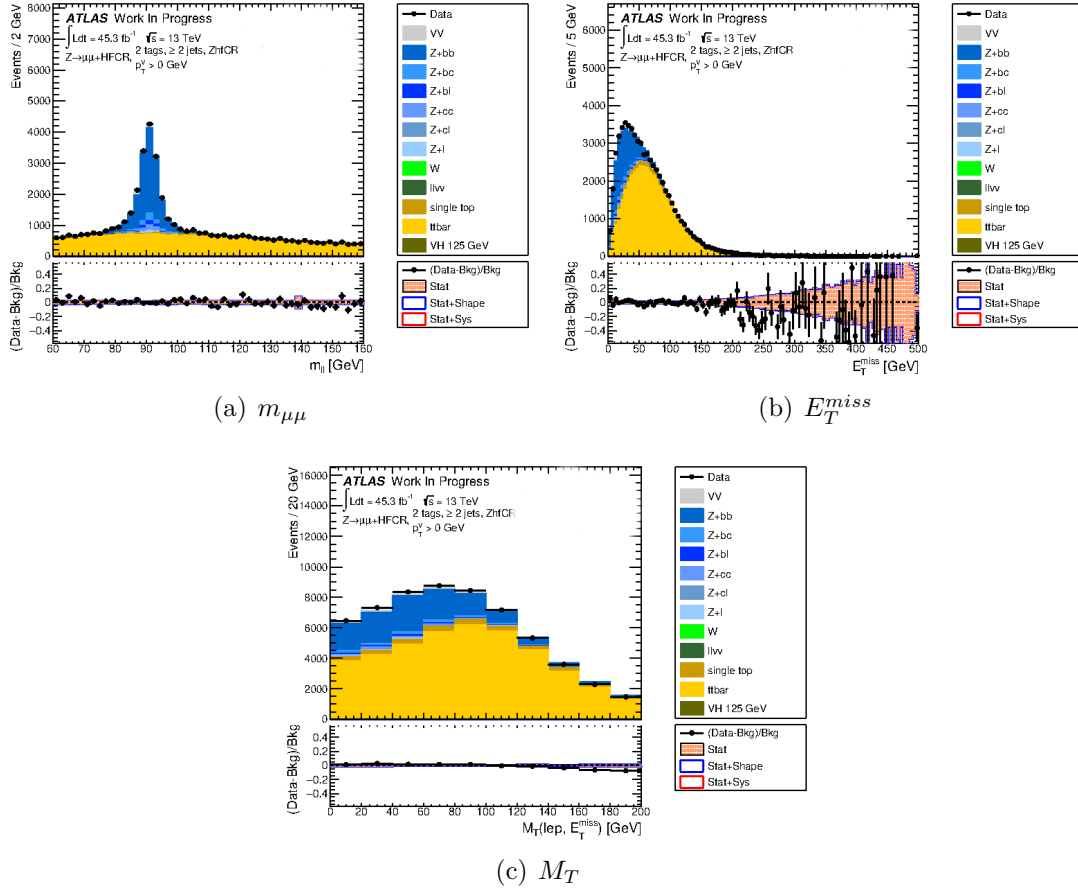 Events / 2 GeV
8000
7000
6000
5000
4000
3000
2000
1000
0
ATLAS Work In Progress
∫Ldt = 45.3 fb⁻¹ √s = 13 TeV
Z→μμ+HFCR, 2 tags, ≥ 2 jets, ZhfCR
p_T^V > 0 GeV
Data
VV
Z+bb
Z+bc
Z+bl
Z+cc
Z+cl
Z+l
W
llvv
single top
ttbar
VH 125 GeV
(Data-Bkg)/Bkg
0.4
0.2
0
−0.2
−0.4
60 70 80 90 100 110 120 130 140 150 160
m_ll [GeV]
(Data-Bkg)/Bkg
Stat
Stat+Shape
Stat+Sys
(a) m_μμ
Events / 5 GeV
6000
5000
4000
3000
2000
1000
0
ATLAS Work In Progress
∫Ldt = 45.3 fb⁻¹ √s = 13 TeV
Z→μμ+HFCR, 2 tags, ≥ 2 jets, ZhfCR
p_T^V > 0 GeV
Data
VV
Z+bb
Z+bc
Z+bl
Z+cc
Z+cl
Z+l
W
llvv
single top
ttbar
VH 125 GeV
(Data-Bkg)/Bkg
0.4
0.2
0
−0.2
−0.4
0 50 100 150 200 250 300 350 400 450 500
E_T^miss [GeV]
(Data-Bkg)/Bkg
Stat
Stat+Shape
Stat+Sys
(b) E_T^miss
Events / 20 GeV
16000
14000
12000
10000
8000
6000
4000
2000
0
ATLAS Work In Progress
∫Ldt = 45.3 fb⁻¹ √s = 13 TeV
Z→μμ+HFCR, 2 tags, ≥ 2 jets, ZhfCR
p_T^V > 0 GeV
Data
VV
Z+bb
Z+bc
Z+bl
Z+cc
Z+cl
Z+l
W
llvv
single top
ttbar
VH 125 GeV
(Data-Bkg)/Bkg
0.4
0.2
0
−0.2
−0.4
0 20 40 60 80 100 120 140 160 180 200
M_T(lep, E_T^miss) [GeV]
(Data-Bkg)/Bkg
Stat
Stat+Shape
Stat+Sys
(c) M_T